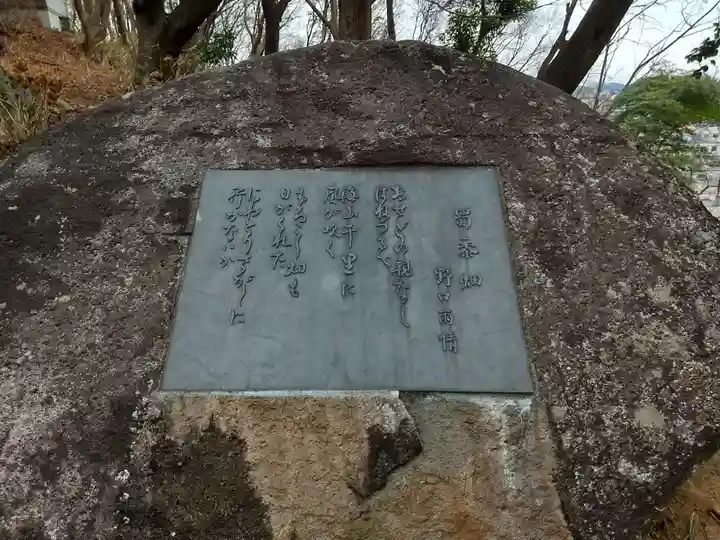 蜀黍畑
野口雨情
おせどの親なし
はねつるべ
海山千里に
風が吹く
もろこし畑も
日がくれた
にわとりさがしに
行かないか